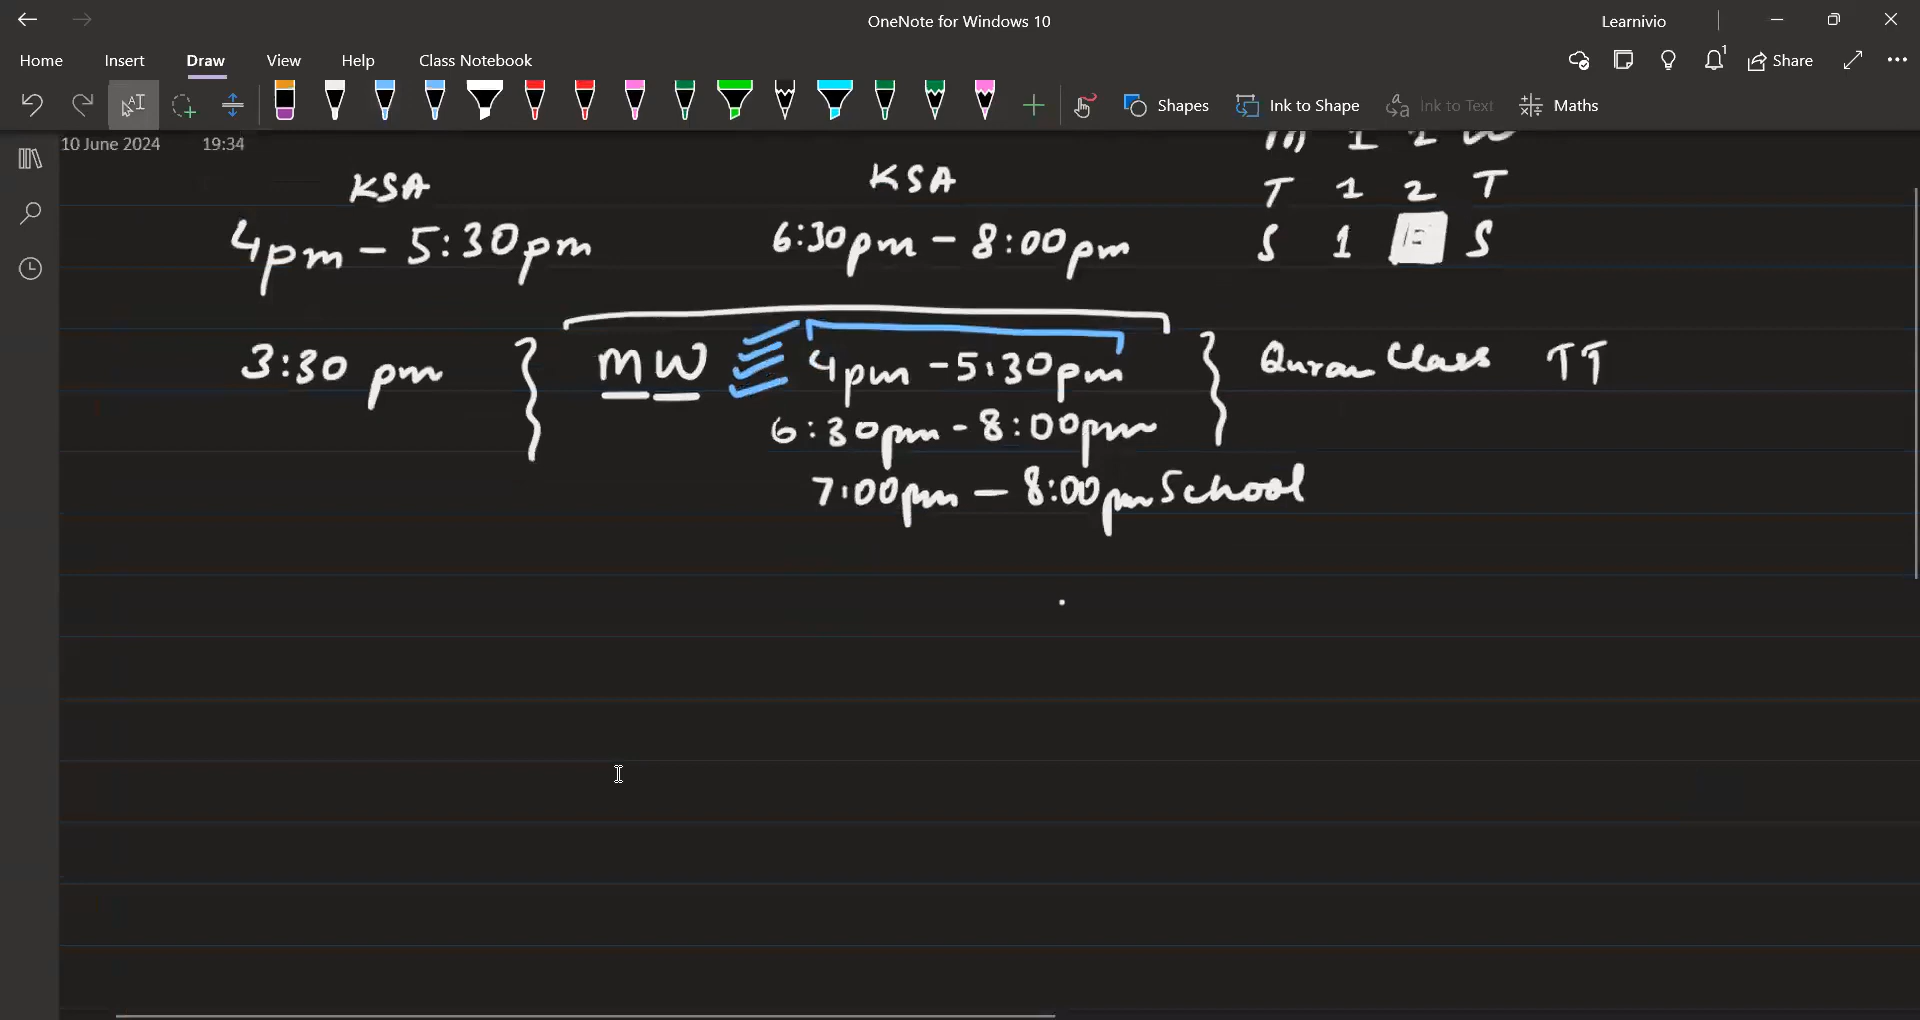 OneNote for Windows 10
Learnivio
Home Insert Draw View Help Class Notebook
1
Share
Shapes Ink to Shape Ink to Text Maths
10 June 2024 19:34
M 1 2 W
KSA KSA T 1 2 T
4pm - 5:30pm 6:30pm - 8:00pm S 1 E S
3:30 pm } MW 4pm - 5:30pm } Quran Class TT
6:30pm - 8:00pm
7:00pm - 8:00pm School